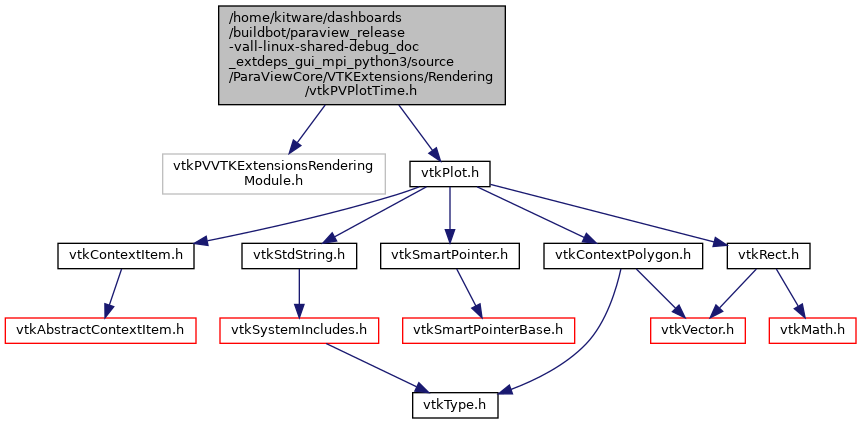 /home/kitware/dashboards
/buildbot/paraview_release
-vall-linux-shared-debug_doc
_extdeps_gui_mpi_python3/source
/ParaViewCore/VTKExtensions/Rendering
/vtkPVPlotTime.h
vtkPVVTKExtensionsRendering
Module.h
vtkPlot.h
vtkContextItem.h
vtkStdString.h
vtkSmartPointer.h
vtkContextPolygon.h
vtkRect.h
vtkAbstractContextItem.h
vtkSystemIncludes.h
vtkSmartPointerBase.h
vtkVector.h
vtkMath.h
vtkType.h